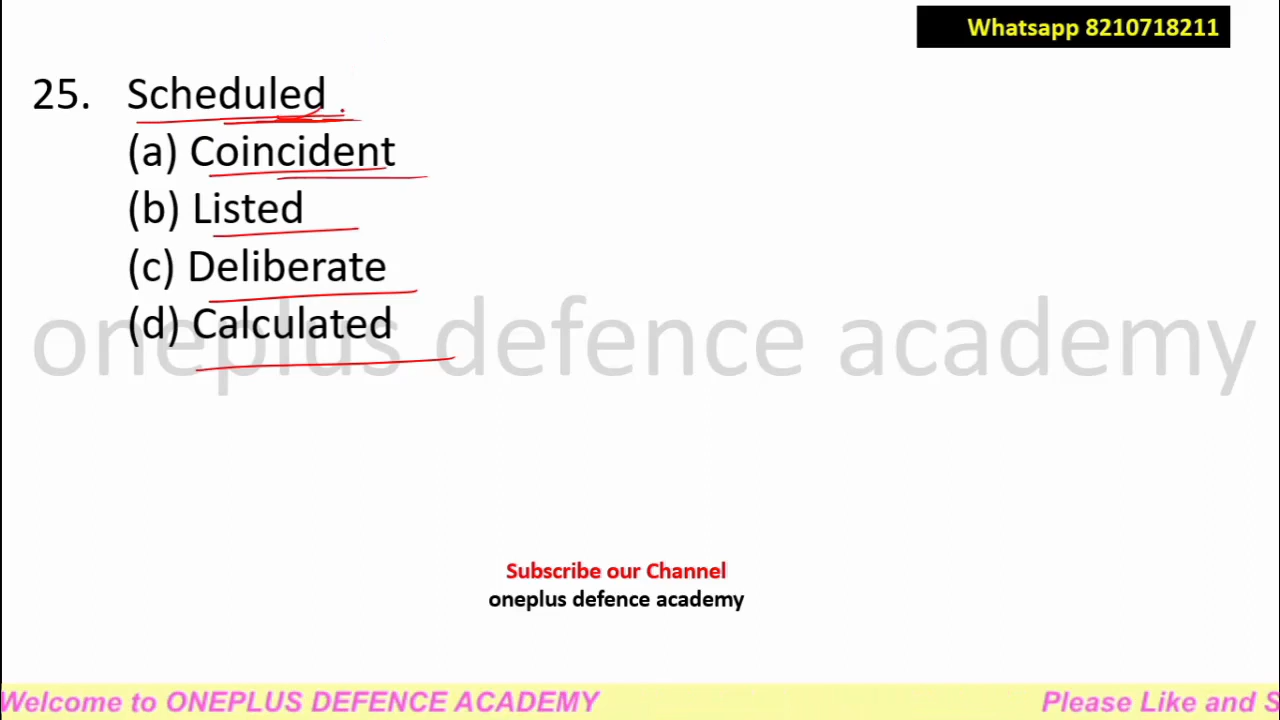 Whatsapp 8210718211
25. Scheduled
(a) Coincident
(b) Listed
(c) Deliberate
(d) Calculated
oneplus defence academy
Subscribe our Channel
oneplus defence academy
Welcome to ONEPLUS DEFENCE ACADEMY Please Like and S